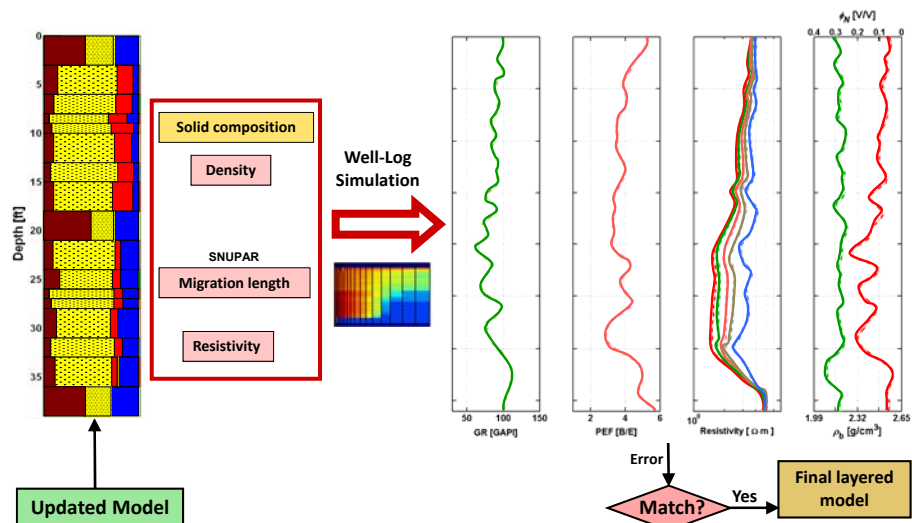 0
5
10
15
20
25
30
35
Depth [ft]
Solid composition
Density
SNUPAR
Migration length
Resistivity
Well-Log
Simulation
50
100
150
GR [GAPI]
2
4
6
PEF [B/E]
10⁰
Resistivity [ Ω·m]
ϕN [V/V]
0.4
0.3
0.2
0.1
0
1.99
2.32
2.65
ρb [g/cm³]
Updated Model
Error
Match?
Yes
Final layered
model